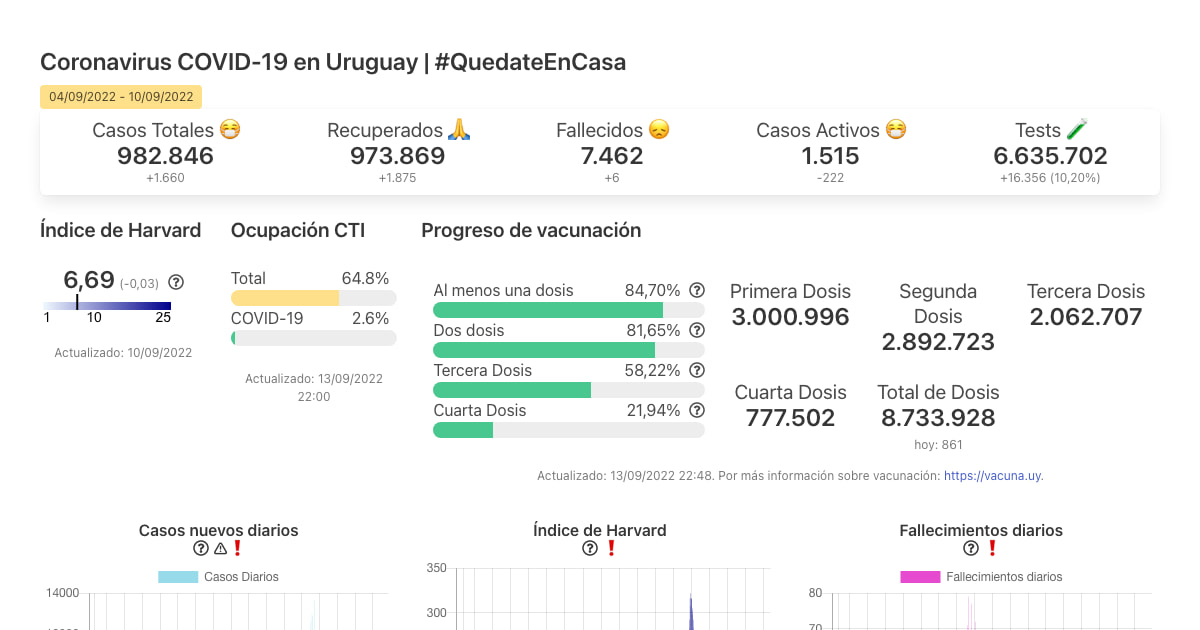 Coronavirus COVID-19 en Uruguay | #QuedateEnCasa
04/09/2022 - 10/09/2022
Casos Totales 😷
982.846
+1.660
Recuperados 🙏
973.869
+1.875
Fallecidos 😞
7.462
+6
Casos Activos 😷
1.515
-222
Tests 🧪
6.635.702
+16.356 (10,20%)
Índice de Harvard
6,69 (-0,03)
1 10 25
Actualizado: 10/09/2022
Ocupación CTI
Total 64.8%
COVID-19 2.6%
Actualizado: 13/09/2022
22:00
Progreso de vacunación
Al menos una dosis 84,70%
Dos dosis 81,65%
Tercera Dosis 58,22%
Cuarta Dosis 21,94%
Primera Dosis
3.000.996
Segunda
Dosis
2.892.723
Tercera Dosis
2.062.707
Cuarta Dosis
777.502
Total de Dosis
8.733.928
hoy: 861
Actualizado: 13/09/2022 22:48. Por más información sobre vacunación: https://vacuna.uy.
Casos nuevos diarios
❗
Casos Diarios
14000
Índice de Harvard
❗
350
300
Fallecimientos diarios
❗
Fallecimientos diarios
80
70